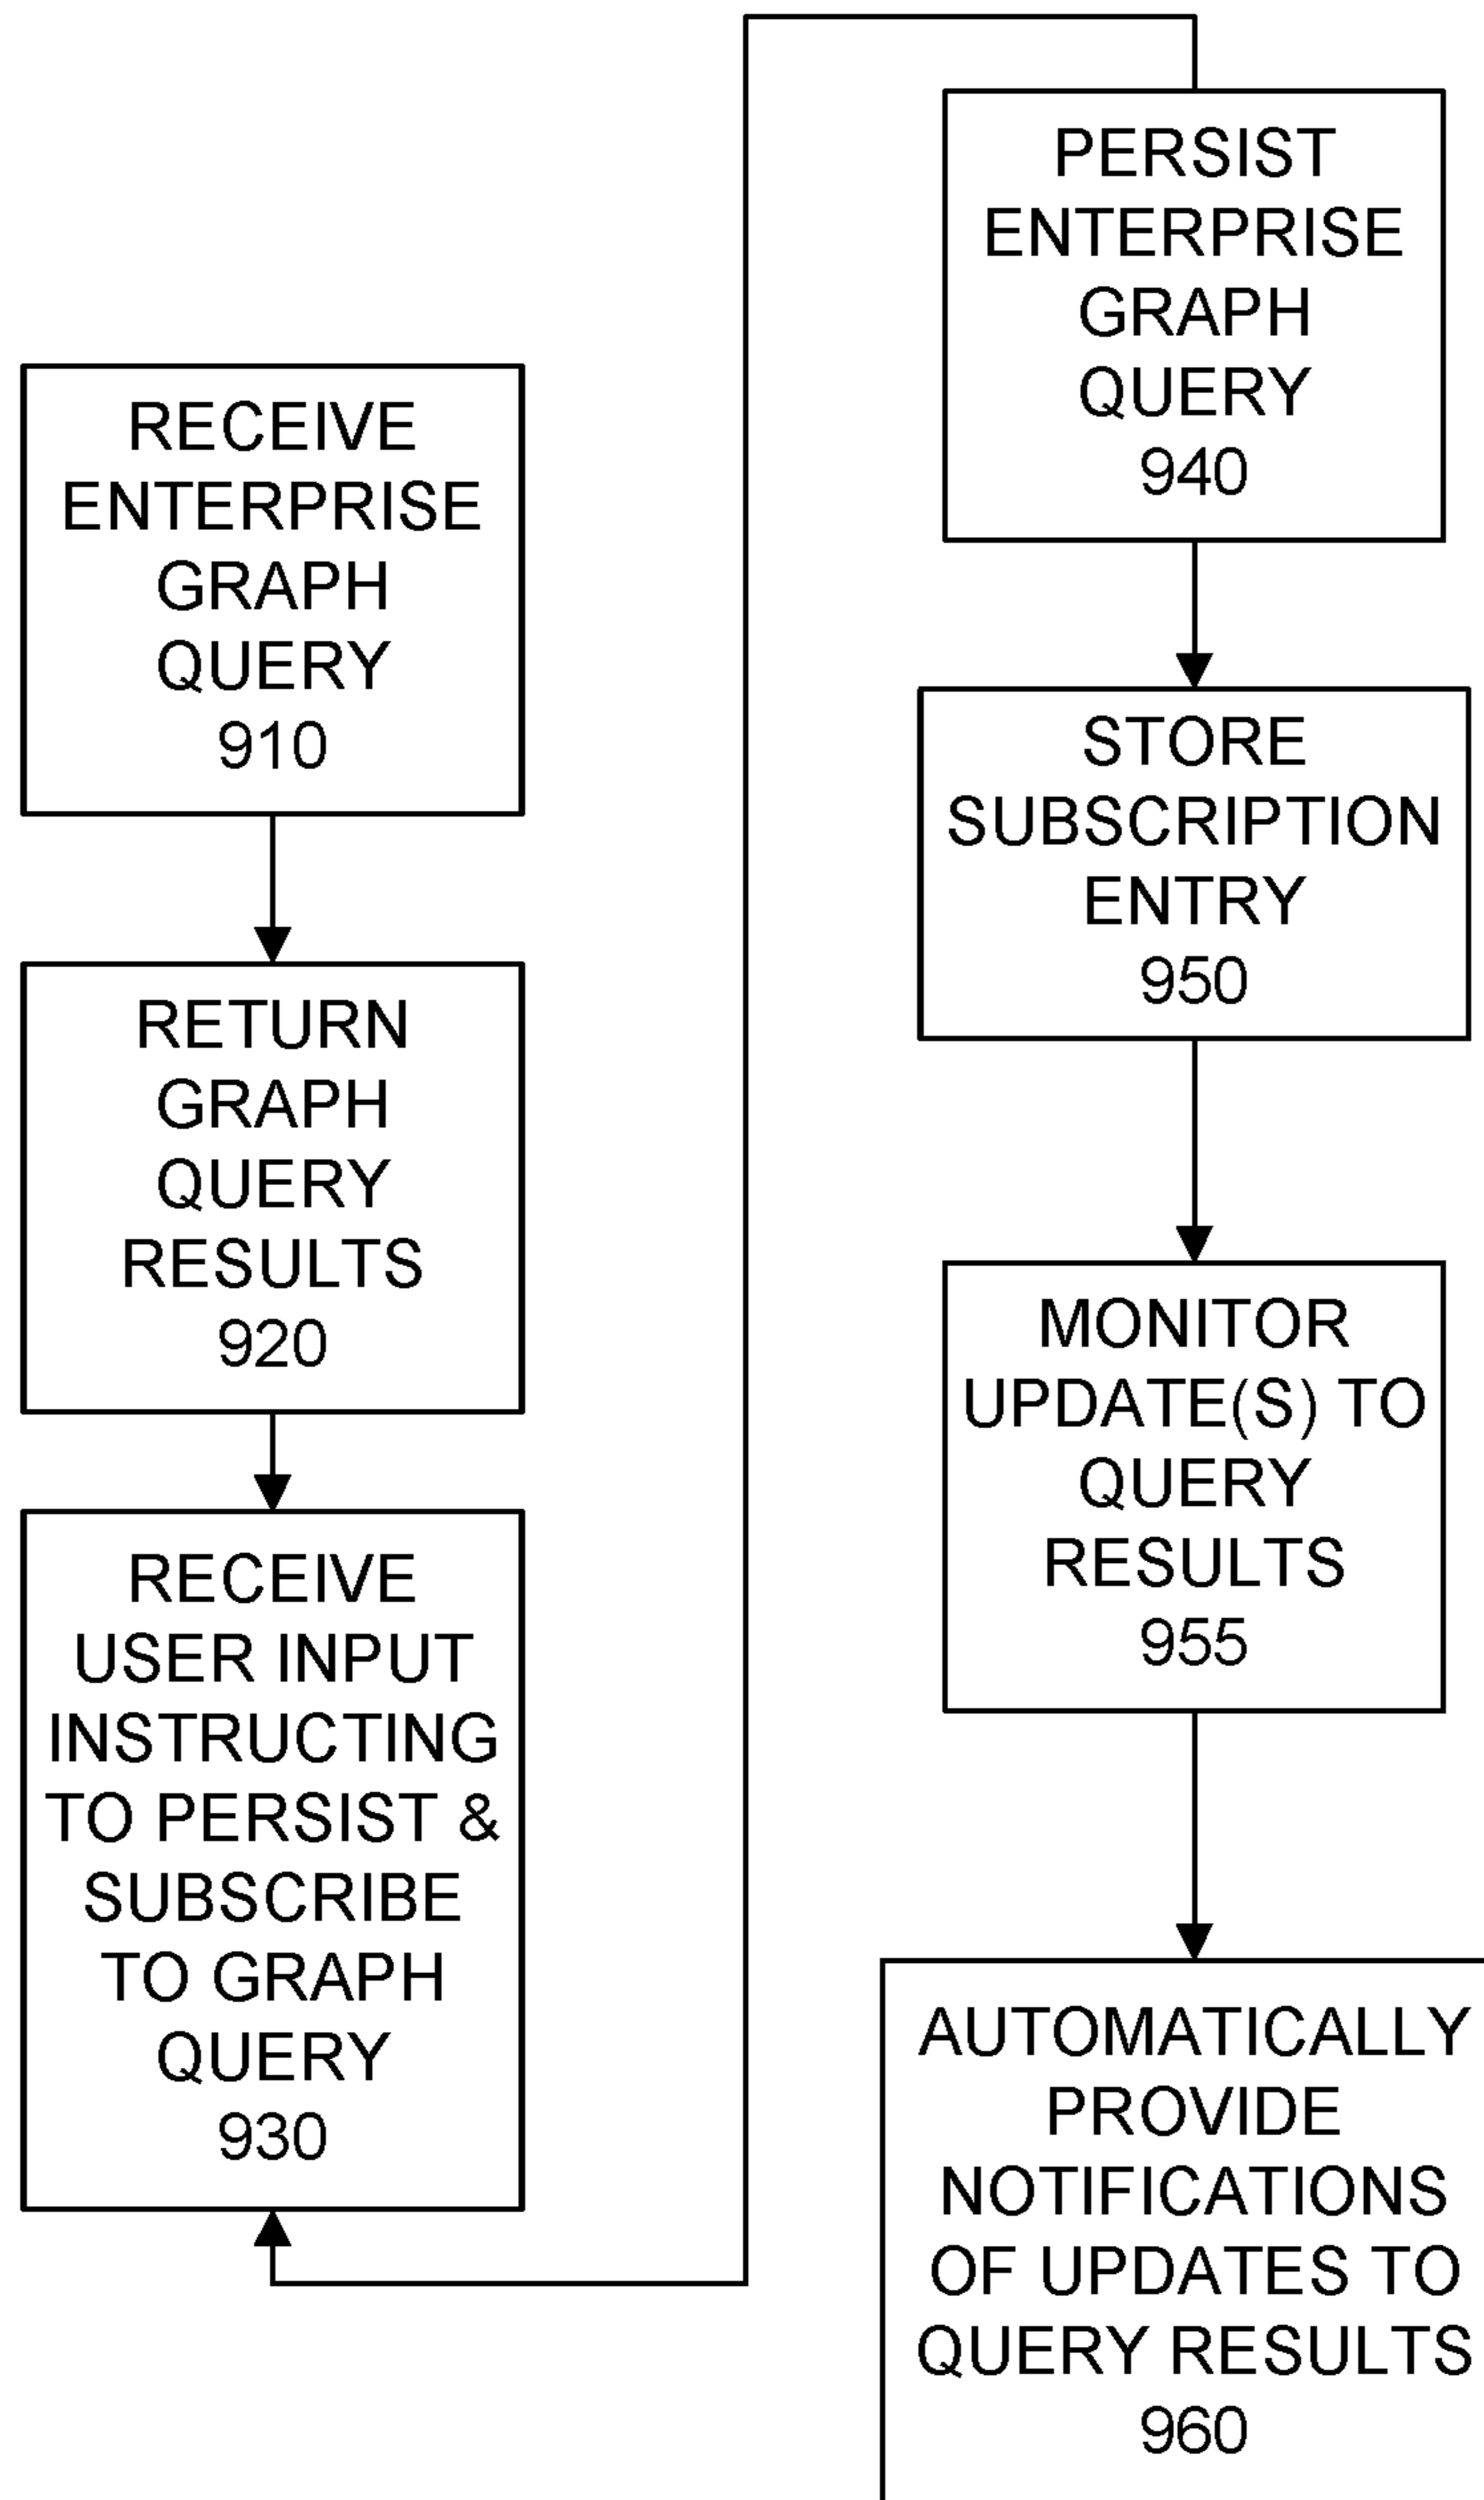 RECEIVE
ENTERPRISE
GRAPH
QUERY
910
RETURN
GRAPH
QUERY
RESULTS
920
RECEIVE
USER INPUT
INSTRUCTING
TO PERSIST &
SUBSCRIBE
TO GRAPH
QUERY
930
PERSIST
ENTERPRISE
GRAPH
QUERY
940
STORE
SUBSCRIPTION
ENTRY
950
MONITOR
UPDATE(S) TO
QUERY
RESULTS
955
AUTOMATICALLY
PROVIDE
NOTIFICATIONS
OF UPDATES TO
QUERY RESULTS
960